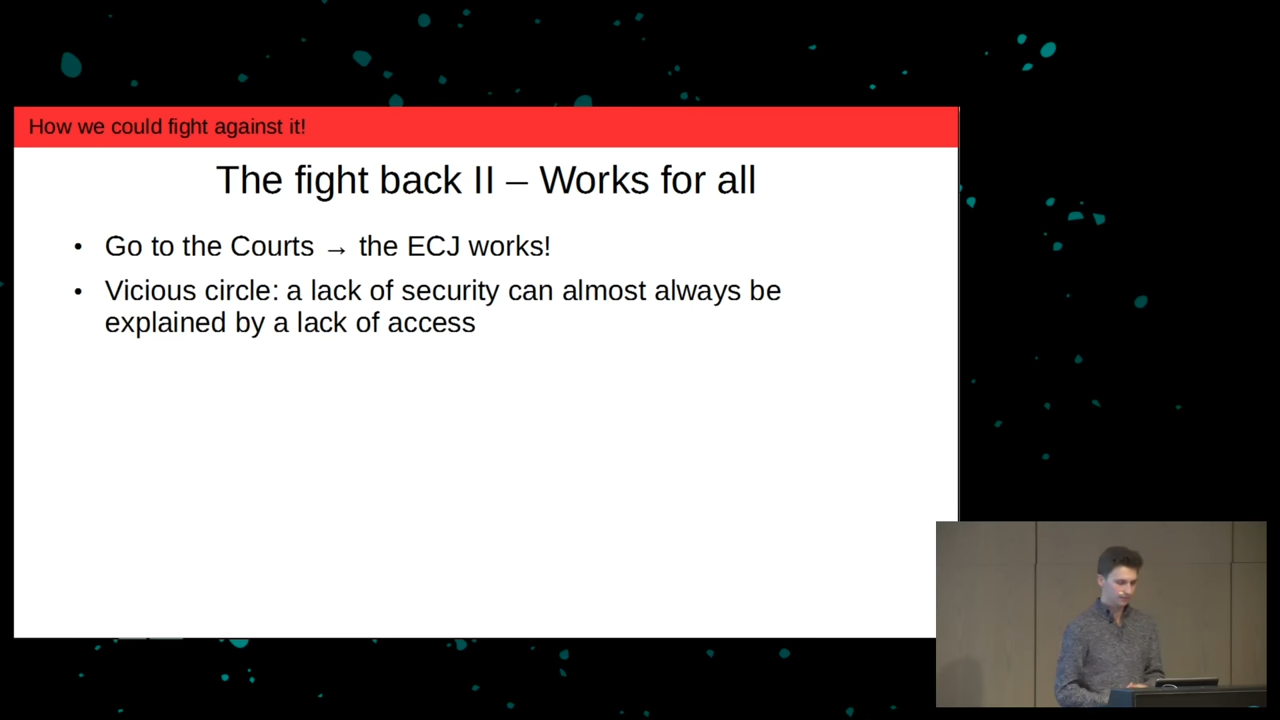 How we could fight against it!
The fight back II – Works for all
• Go to the Courts → the ECJ works!
• Vicious circle: a lack of security can almost always be
explained by a lack of access